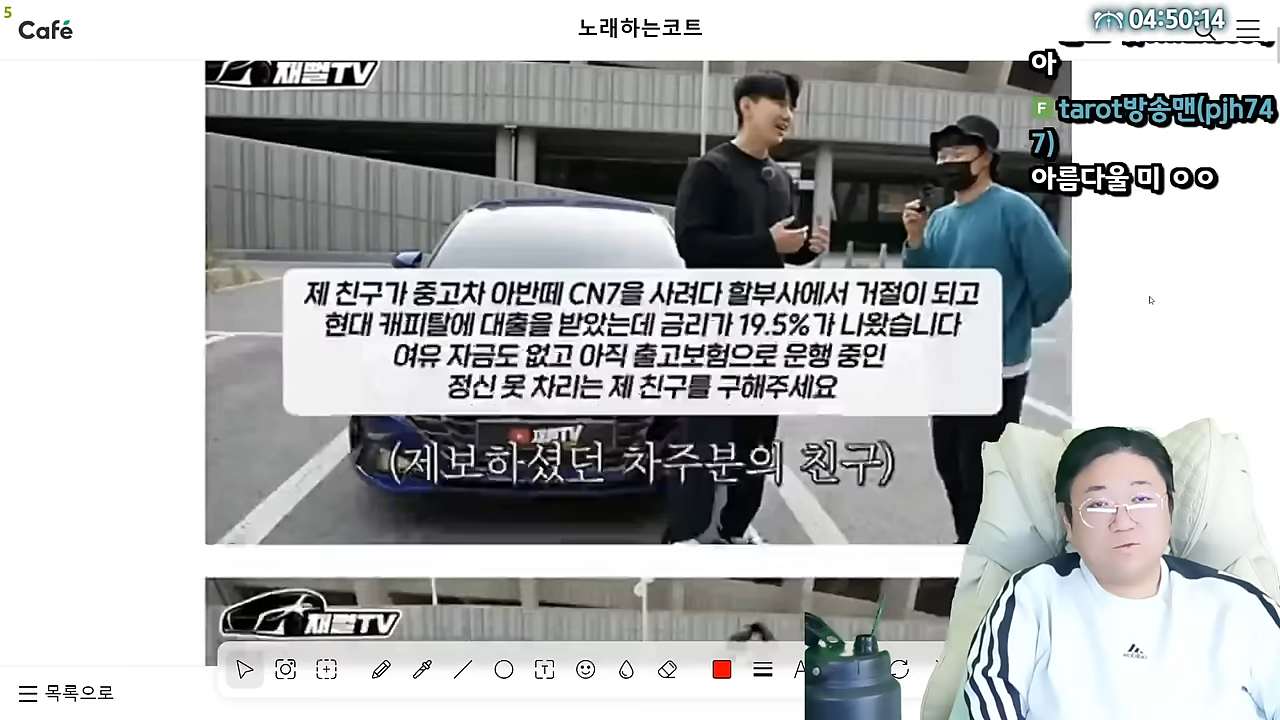 5
Café
노래하는코트
04:50:14
아
F tarot방송맨(pjh74
7)
아름다울 미 ㅇㅇ
재뻘TV
제 친구가 중고차 아반떼 CN7을 사려다 할부사에서 거절이 되고
현대 캐피탈에 대출을 받았는데 금리가 19.5%가 나왔습니다
여유 자금도 없고 아직 출고보험으로 운행 중인
정신 못 차리는 제 친구를 구해주세요
재뻘TV
(제보하셨던 차주분의 친구)
재뻘TV
T
A
목록으로